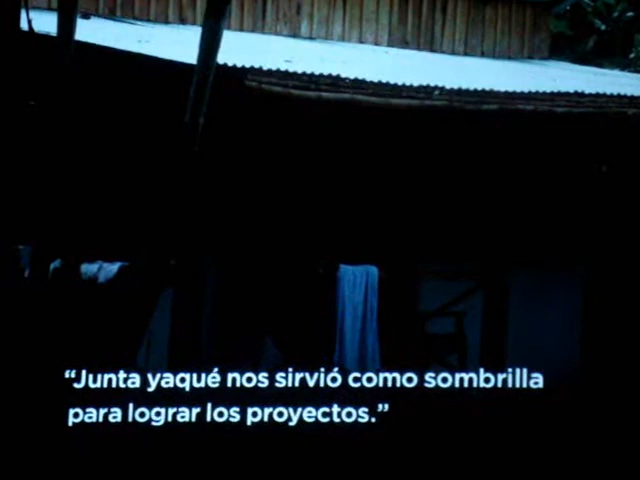 “Junta yaqué nos sirvió como sombrilla
para lograr los proyectos.”